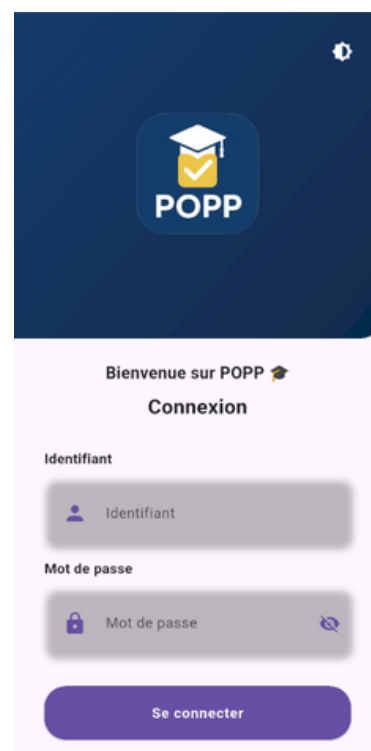 POPP
Bienvenue sur POPP 🎓
Connexion
Identifiant
Identifiant
Mot de passe
Mot de passe
Se connecter